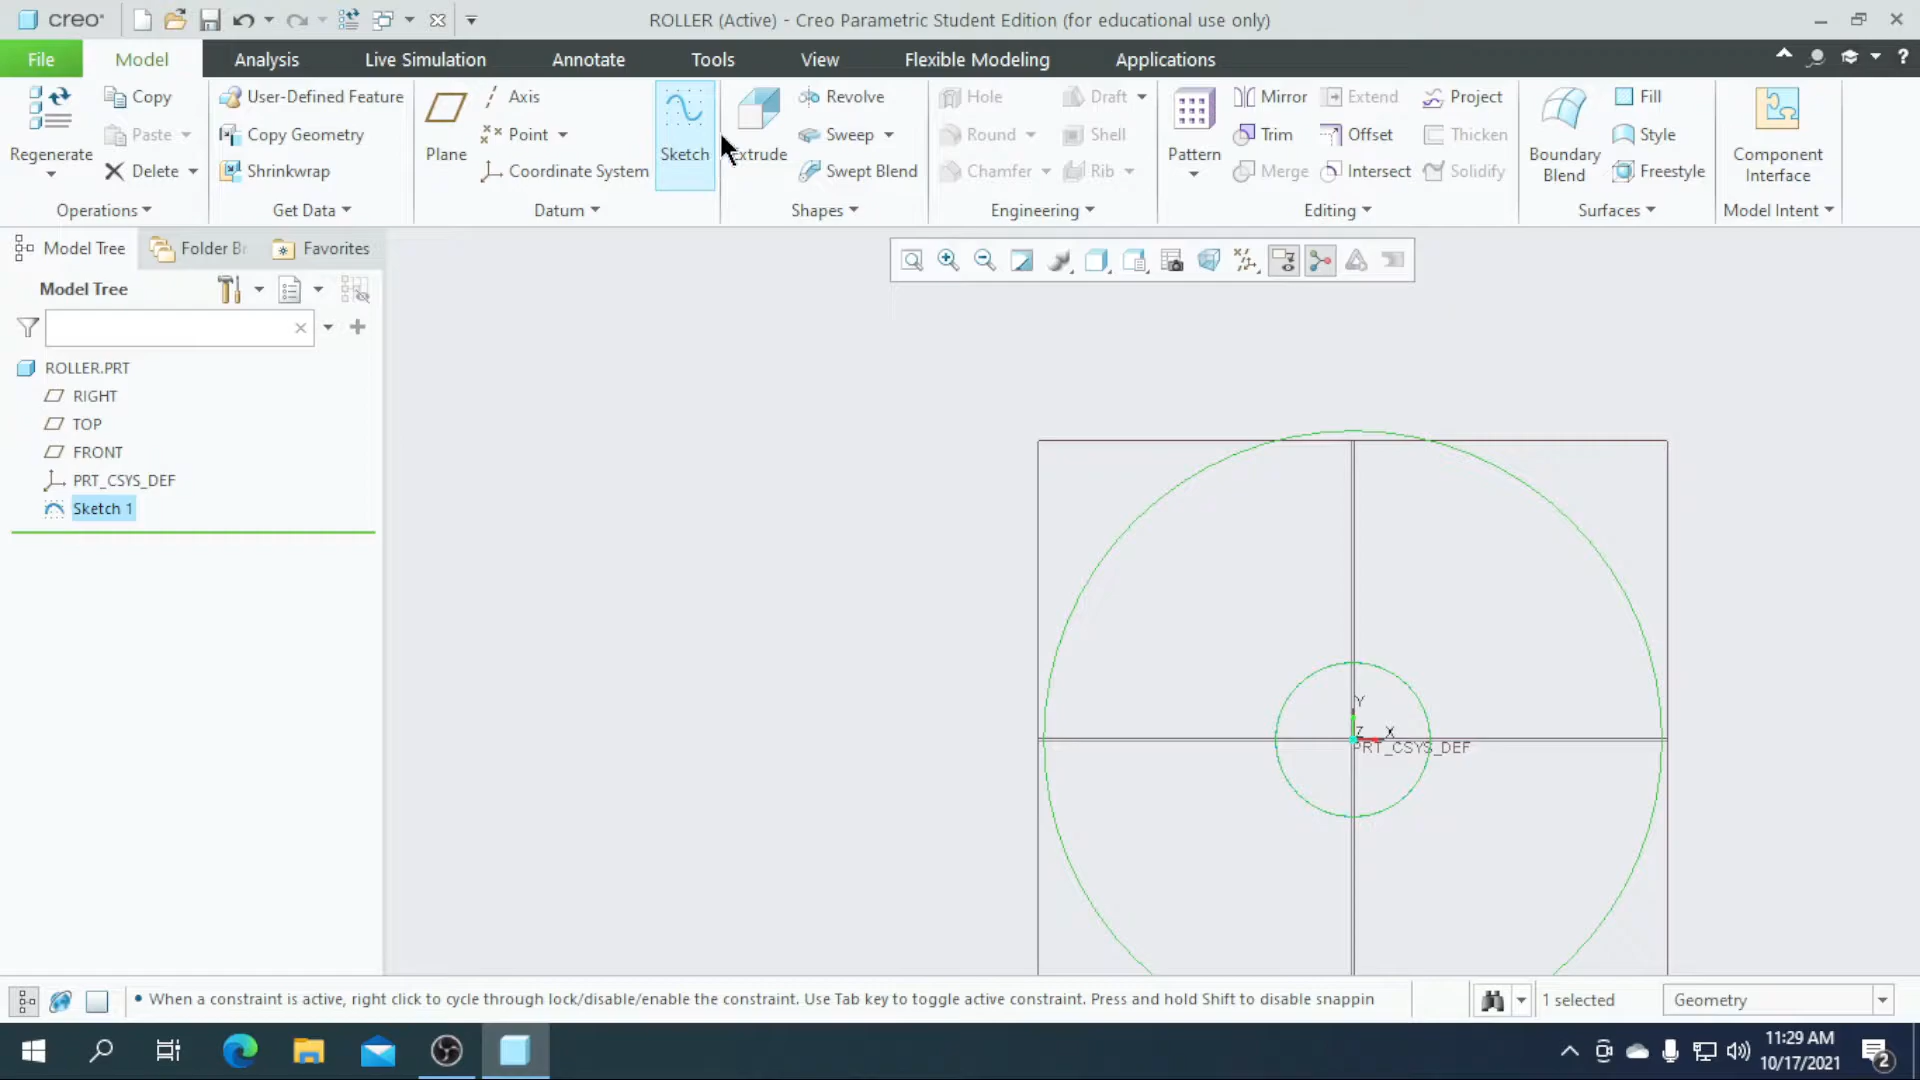 creo
ROLLER (Active) - Creo Parametric Student Edition (for educational use only)
File Model Analysis Live Simulation Annotate Tools View Flexible Modeling Applications
Regenerate
Copy
Paste
Delete
Operations
User-Defined Feature
Copy Geometry
Shrinkwrap
Get Data
Plane
Axis
Point
Coordinate System
Datum
Sketch
Extrude
Revolve
Sweep
Swept Blend
Shapes
Hole
Round
Chamfer
Draft
Shell
Rib
Engineering
Pattern
Mirror
Trim
Merge
Extend
Offset
Intersect
Project
Thicken
Solidify
Editing
Boundary
Blend
Fill
Style
Freestyle
Surfaces
Component
Interface
Model Intent
Model Tree Folder Br Favorites
Model Tree
ROLLER.PRT
RIGHT
TOP
FRONT
PRT_CSYS_DEF
Sketch 1
Y
Z X
PRT_CSYS_DEF
• When a constraint is active, right click to cycle through lock/disable/enable the constraint. Use Tab key to toggle active constraint. Press and hold Shift to disable snappin
1 selected
Geometry
11:29 AM
10/17/2021
2